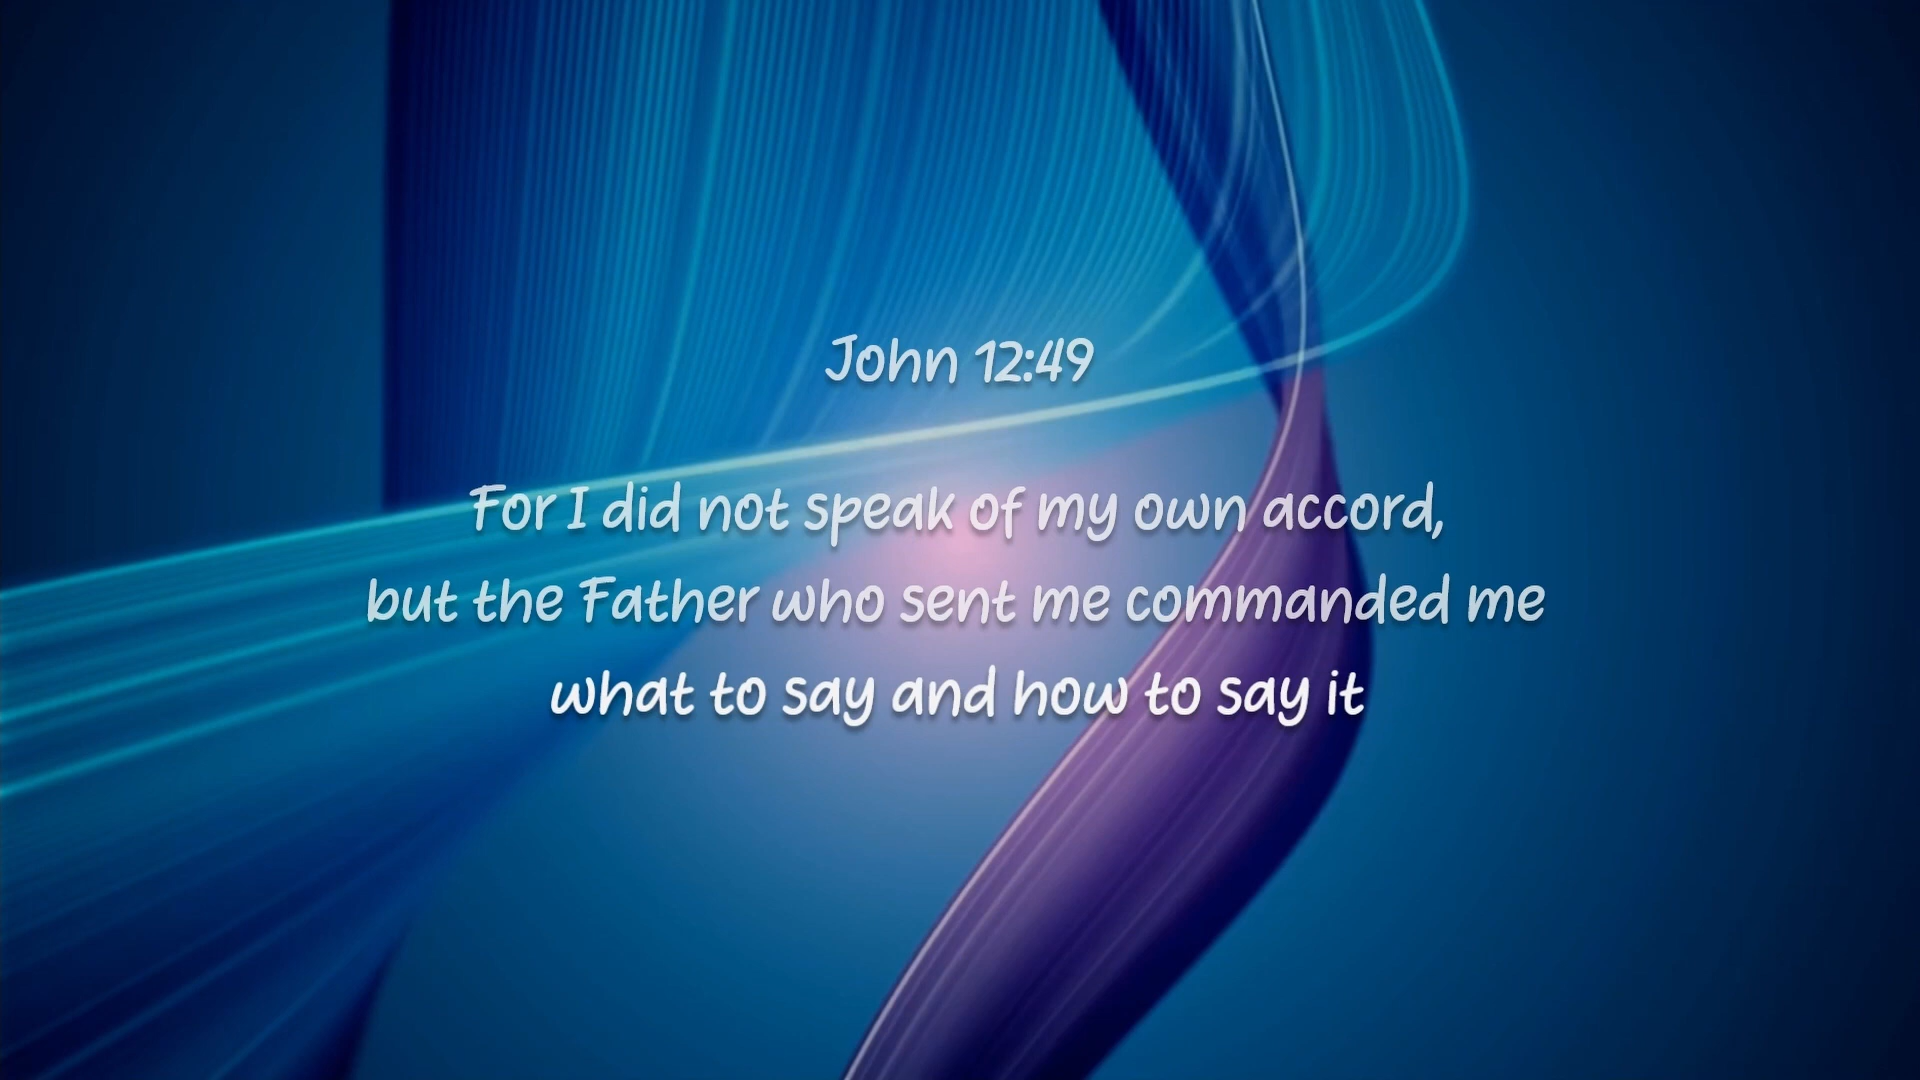 John 12:49
For I did not speak of my own accord,
but the Father who sent me commanded me
what to say and how to say it